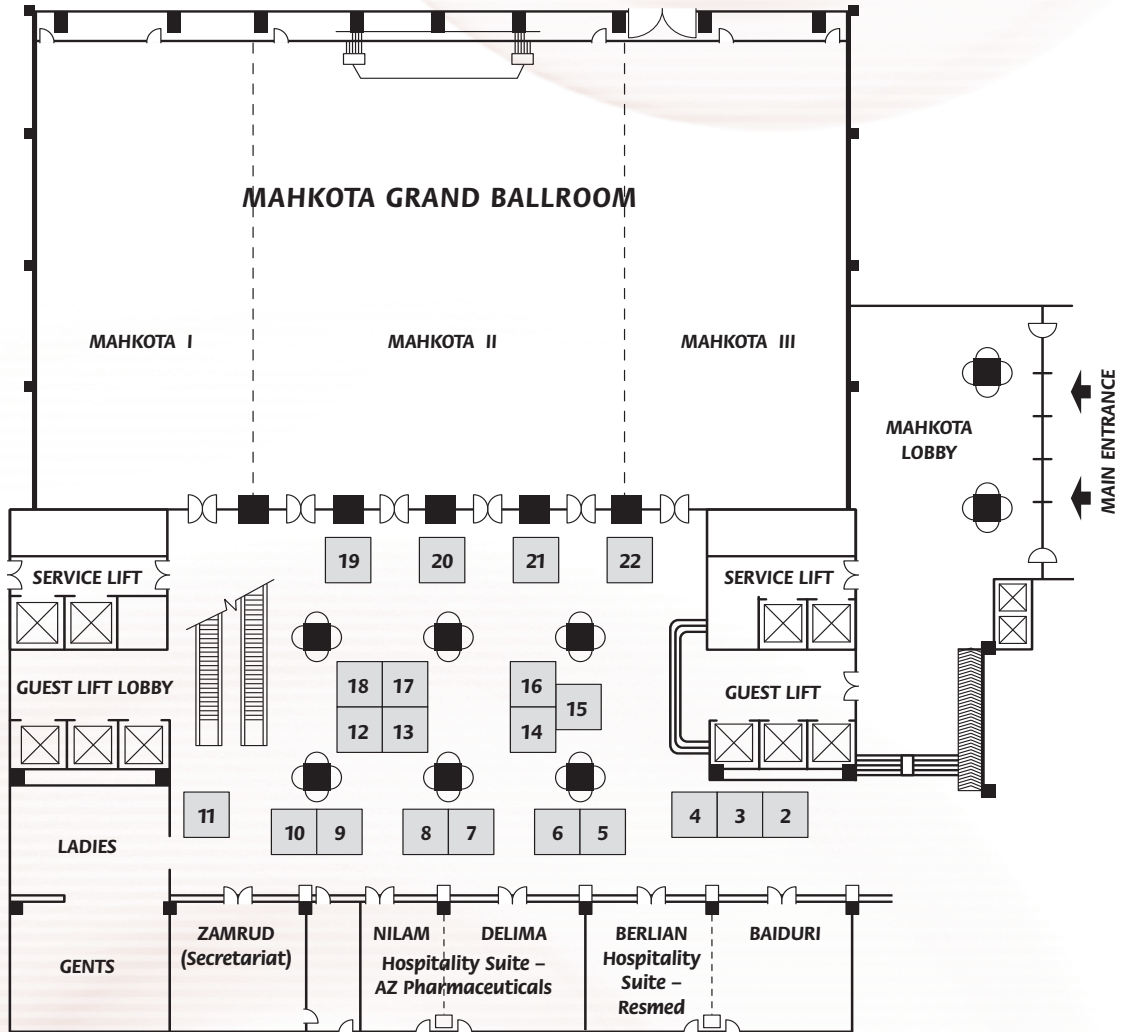 MAHKOTA GRAND BALLROOM
MAHKOTA I
MAHKOTA II
MAHKOTA III
MAHKOTA
LOBBY
MAIN ENTRANCE
19
20
21
22
SERVICE LIFT
SERVICE LIFT
GUEST LIFT LOBBY
18
17
16
15
GUEST LIFT
12
13
14
11
10
9
8
7
6
5
4
3
2
LADIES
GENTS
ZAMRUD
(Secretariat)
NILAM
DELIMA
Hospitality Suite –
AZ Pharmaceuticals
BERLIAN
Hospitality
Suite –
Resmed
BAIDURI